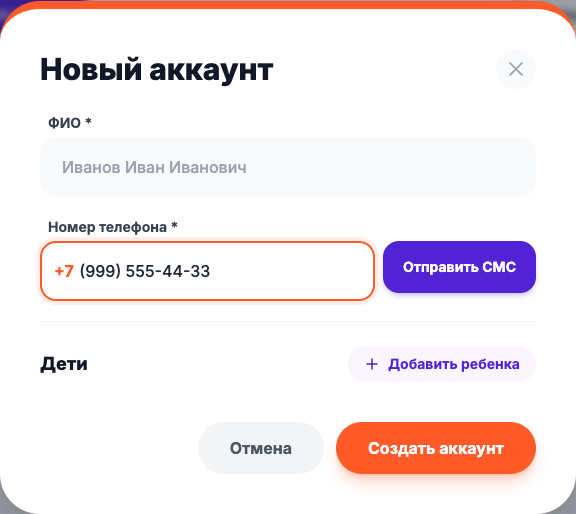 Новый аккаунт
ФИО *
Иванов Иван Иванович
Номер телефона *
+7 (999) 555-44-33
Отправить СМС
Дети
+ Добавить ребенка
Отмена
Создать аккаунт